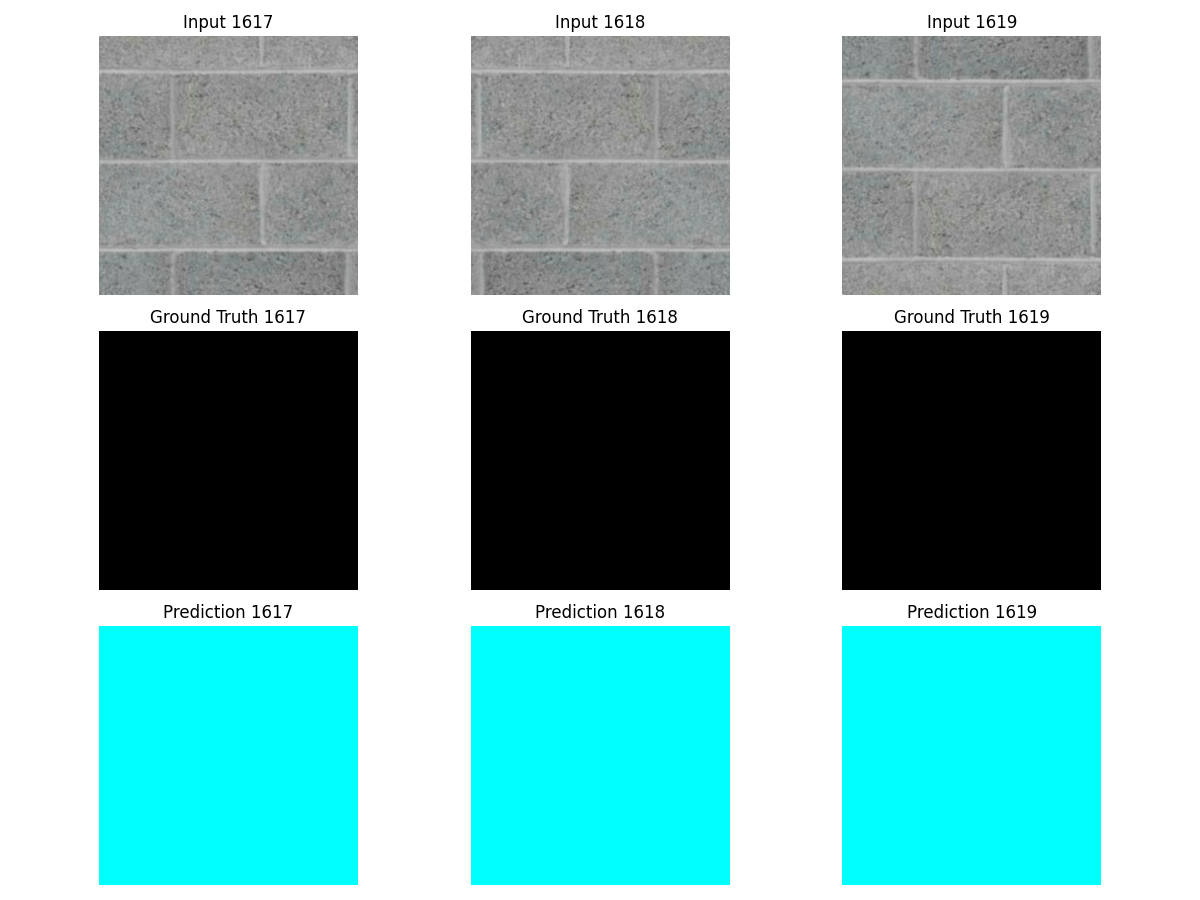 Input 1617
Input 1618
Input 1619
Ground Truth 1617
Ground Truth 1618
Ground Truth 1619
Prediction 1617
Prediction 1618
Prediction 1619